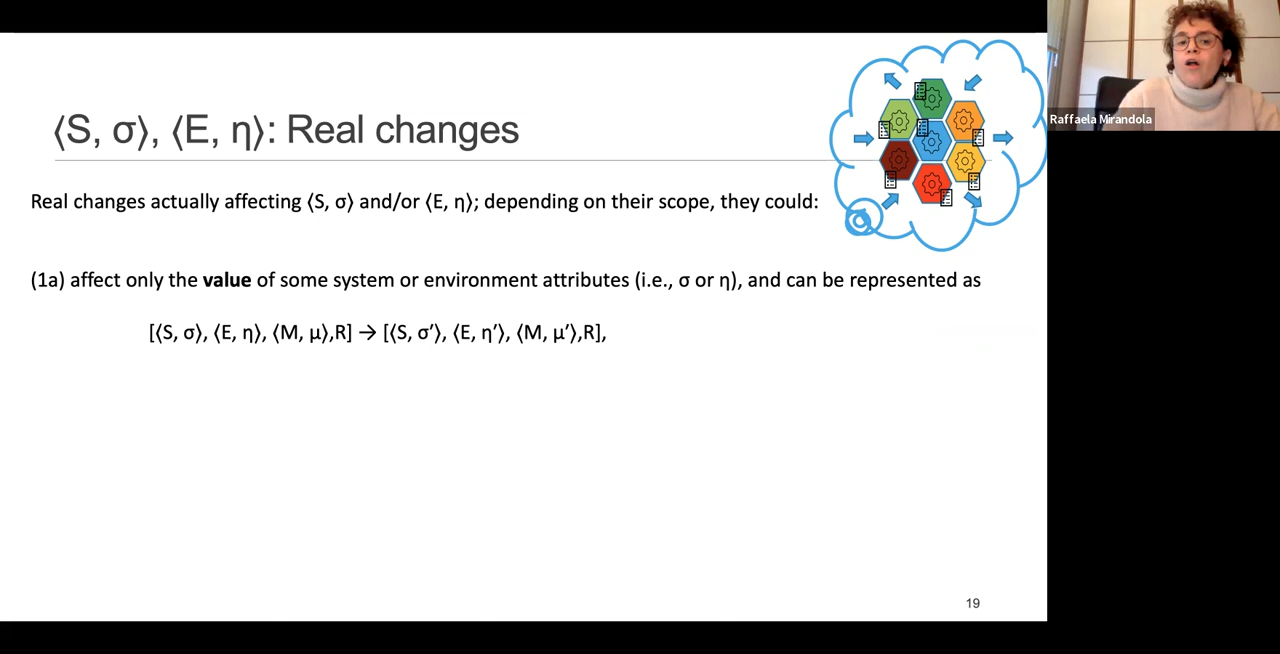 ⟨S, σ⟩, ⟨E, η⟩: Real changes
Real changes actually affecting ⟨S, σ⟩ and/or ⟨E, η⟩; depending on their scope, they could:
(1a) affect only the value of some system or environment attributes (i.e., σ or η), and can be represented as
[⟨S, σ⟩, ⟨E, η⟩, ⟨M, μ⟩,R] → [⟨S, σ′⟩, ⟨E, η′⟩, ⟨M, μ′⟩,R],
19
Raffaela Mirandola